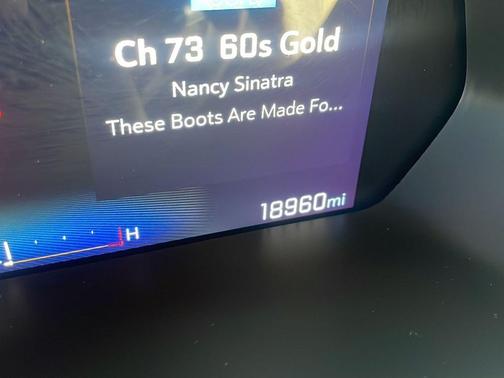 Ch 73 60s Gold
Nancy Sinatra
These Boots Are Made Fo...
18960mi
H